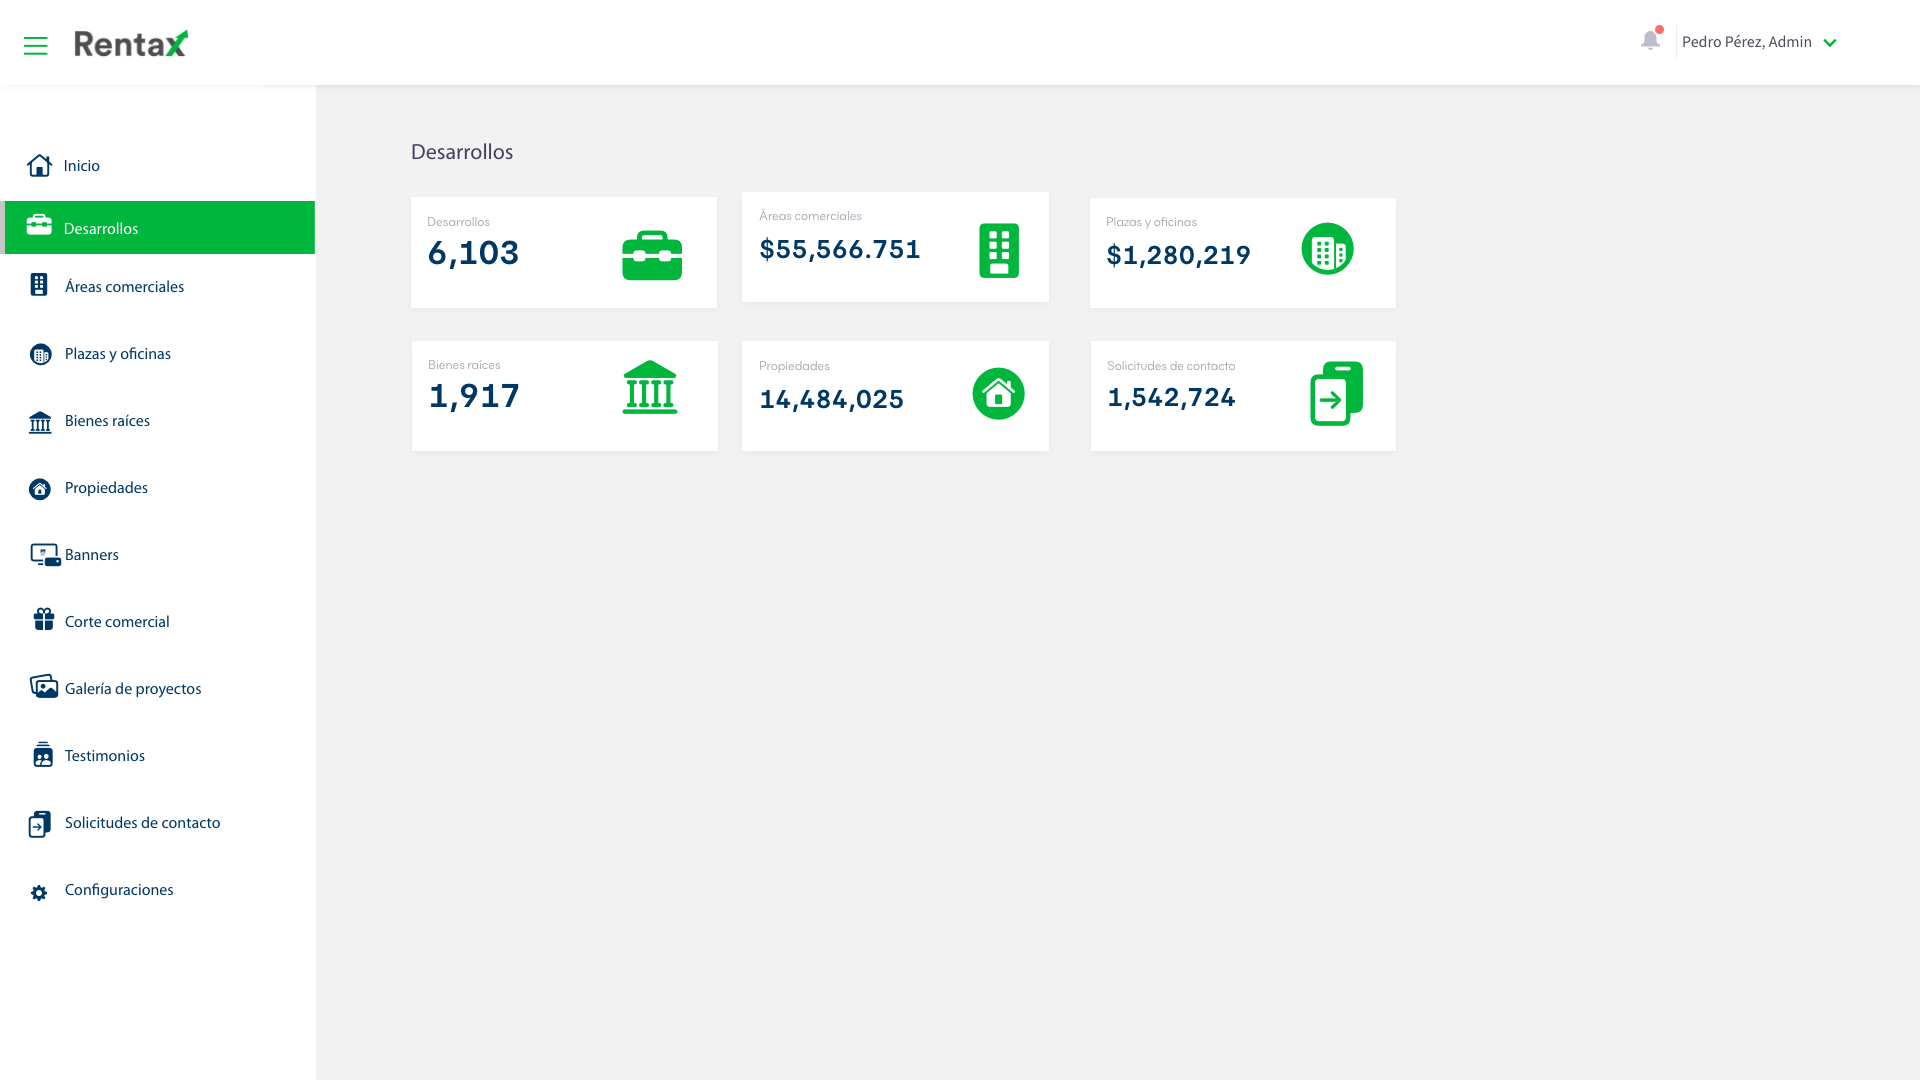 Rentax
Pedro Pérez, Admin
Inicio
Desarrollos
Áreas comerciales
Plazas y oficinas
Bienes raíces
Propiedades
Banners
Corte comercial
Galería de proyectos
Testimonios
Solicitudes de contacto
Configuraciones
Desarrollos
Desarrollos
6,103
Áreas comerciales
$55,566.751
Plazas y oficinas
$1,280,219
Bienes raíces
1,917
Propiedades
14,484,025
Solicitudes de contacto
1,542,724